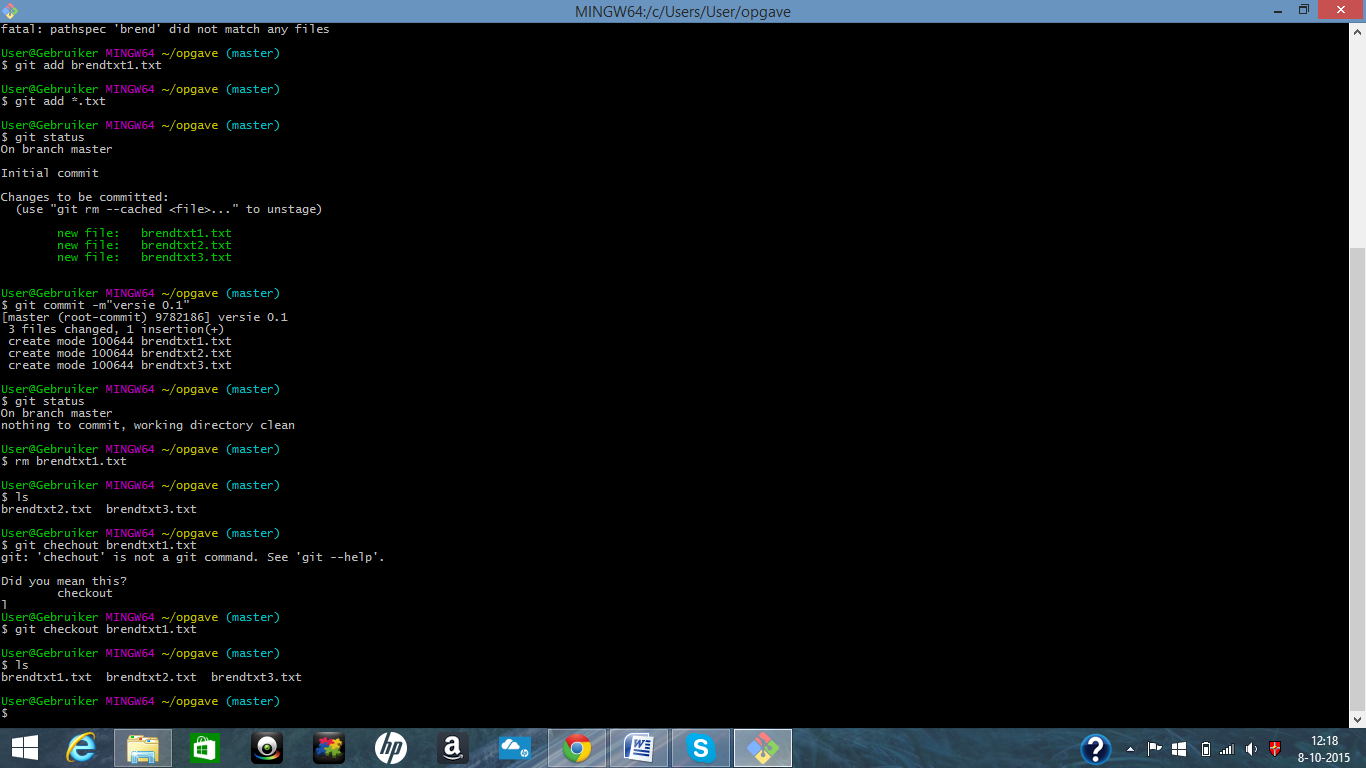 MINGW64:/c/Users/User/opgave
fatal: pathspec 'brend' did not match any files
User@Gebruiker MINGW64 ~/opgave (master)
$ git add brendtxt1.txt
User@Gebruiker MINGW64 ~/opgave (master)
$ git add *.txt
User@Gebruiker MINGW64 ~/opgave (master)
$ git status
On branch master
Initial commit
Changes to be committed:
  (use "git rm --cached <file>..." to unstage)
        new file:   brendtxt1.txt
        new file:   brendtxt2.txt
        new file:   brendtxt3.txt
User@Gebruiker MINGW64 ~/opgave (master)
$ git commit -m"versie 0.1"
[master (root-commit) 9782186] versie 0.1
 3 files changed, 1 insertion(+)
 create mode 100644 brendtxt1.txt
 create mode 100644 brendtxt2.txt
 create mode 100644 brendtxt3.txt
User@Gebruiker MINGW64 ~/opgave (master)
$ git status
On branch master
nothing to commit, working directory clean
User@Gebruiker MINGW64 ~/opgave (master)
$ rm brendtxt1.txt
User@Gebruiker MINGW64 ~/opgave (master)
$ ls
brendtxt2.txt  brendtxt3.txt
User@Gebruiker MINGW64 ~/opgave (master)
$ git chechout brendtxt1.txt
git: 'chechout' is not a git command. See 'git --help'.
Did you mean this?
        checkout
l
User@Gebruiker MINGW64 ~/opgave (master)
$ git checkout brendtxt1.txt
User@Gebruiker MINGW64 ~/opgave (master)
$ ls
brendtxt1.txt  brendtxt2.txt  brendtxt3.txt
User@Gebruiker MINGW64 ~/opgave (master)
$
hp
a
hp
W
S
?
12:18
8-10-2015